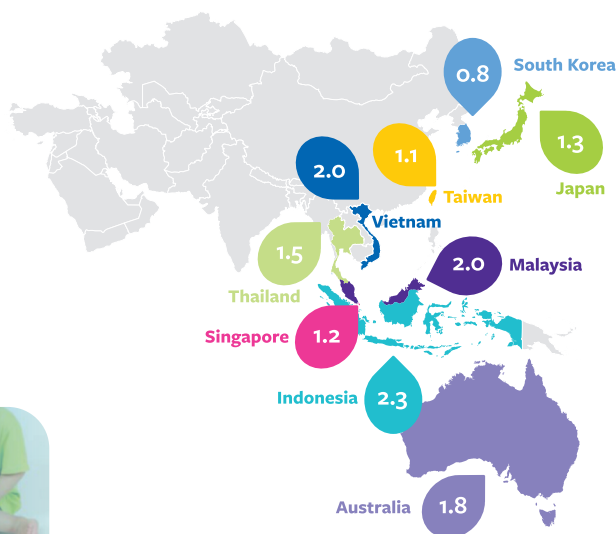 0.8
South Korea
1.3
Japan
1.1
Taiwan
2.0
Vietnam
1.5
Thailand
2.0
Malaysia
Singapore
1.2
Indonesia
2.3
Australia
1.8